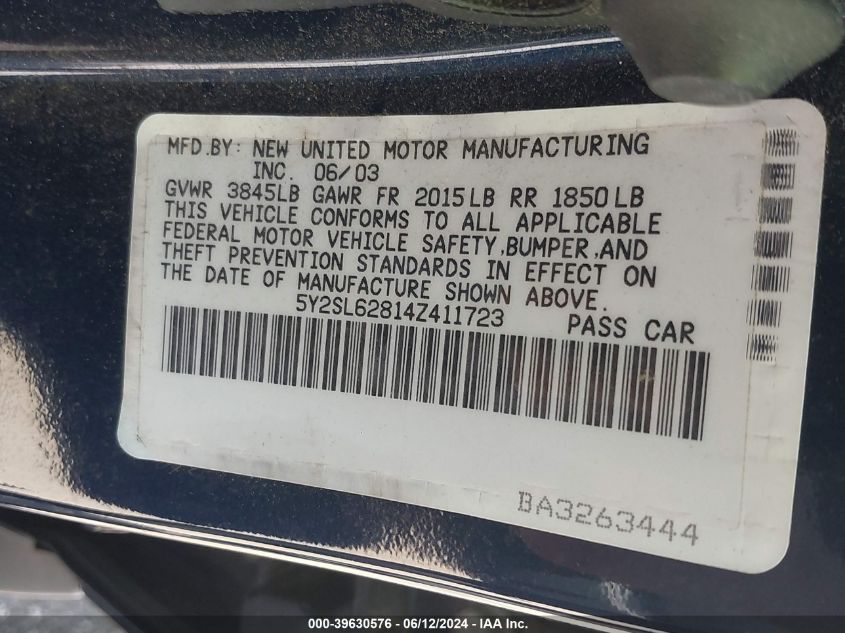 MFD.BY: NEW UNITED MOTOR MANUFACTURING
INC. 06/03
GVWR 3845LB GAWR FR 2015LB RR 1850LB
THIS VEHICLE CONFORMS TO ALL APPLICABLE
FEDERAL MOTOR VEHICLE SAFETY,BUMPER,AND
THEFT PREVENTION STANDARDS IN EFFECT ON
THE DATE OF MANUFACTURE SHOWN ABOVE.
5Y2SL62814Z411723 PASS CAR
BA3263444
000-39630576 - 06/12/2024 - IAA Inc.